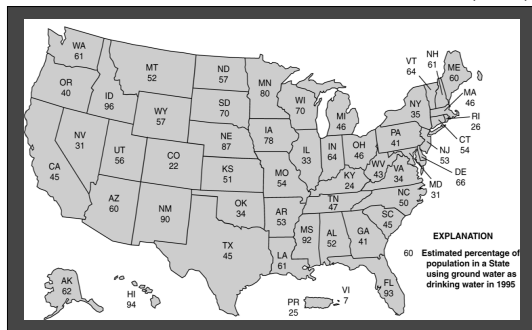 WA
61
OR
40
ID
96
MT
52
ND
57
SD
70
WY
57
NE
87
NV
31
UT
56
CO
22
CA
45
AZ
60
NM
90
KS
51
OK
34
TX
45
MN
80
IA
78
MO
54
AR
53
LA
61
WI
70
IL
33
MI
46
IN
64
OH
46
KY
24
TN
47
MS
92
AL
52
GA
41
FL
93
SC
45
NC
50
VA
34
WV
43
PA
41
NY
35
VT
64
NH
61
ME
60
MA
46
RI
26
CT
54
NJ
53
DE
66
MD
31
AK
62
HI
94
PR
25
VI
7
EXPLANATION
60 Estimated percentage of
population in a State
using ground water as
drinking water in 1995